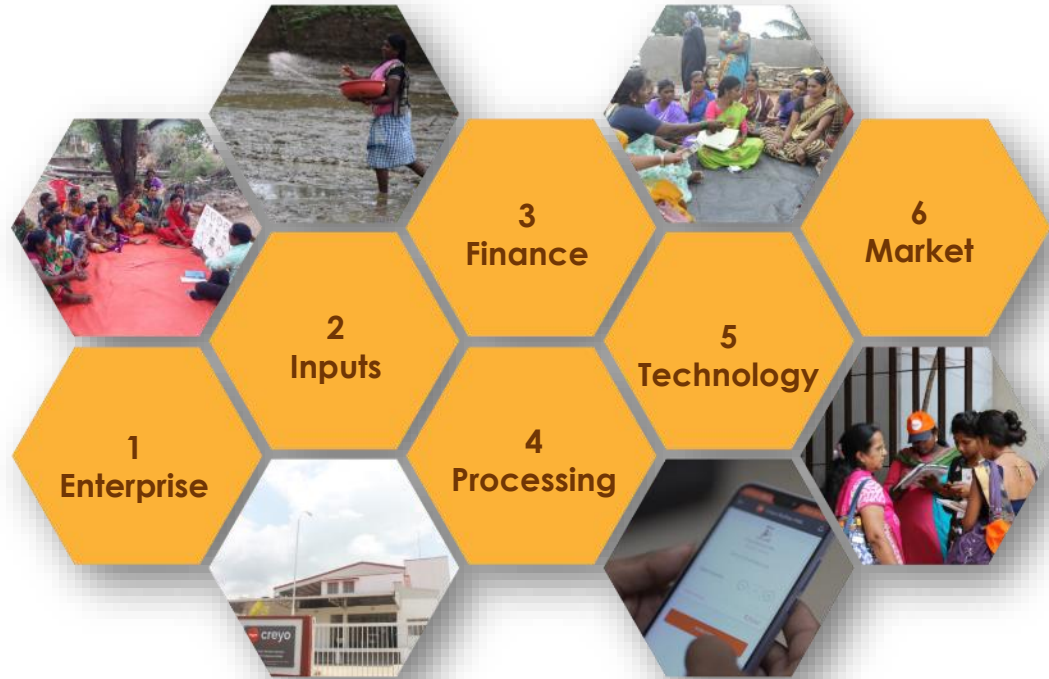 1
Enterprise
2
Inputs
3
Finance
4
Processing
5
Technology
6
Market
creyo